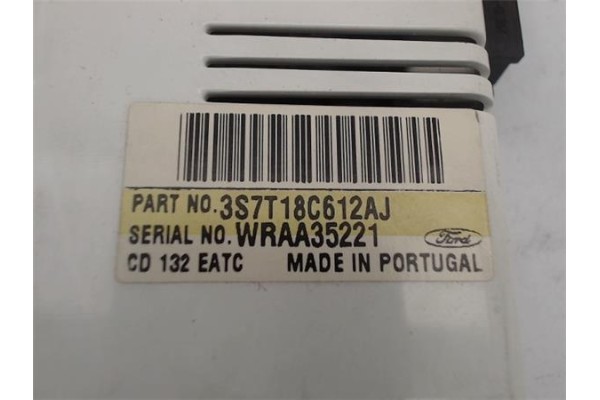 PART NO. 3S7T18C612AJ
SERIAL NO. WRAA35221
Ford
CD 132 EATC MADE IN PORTUGAL